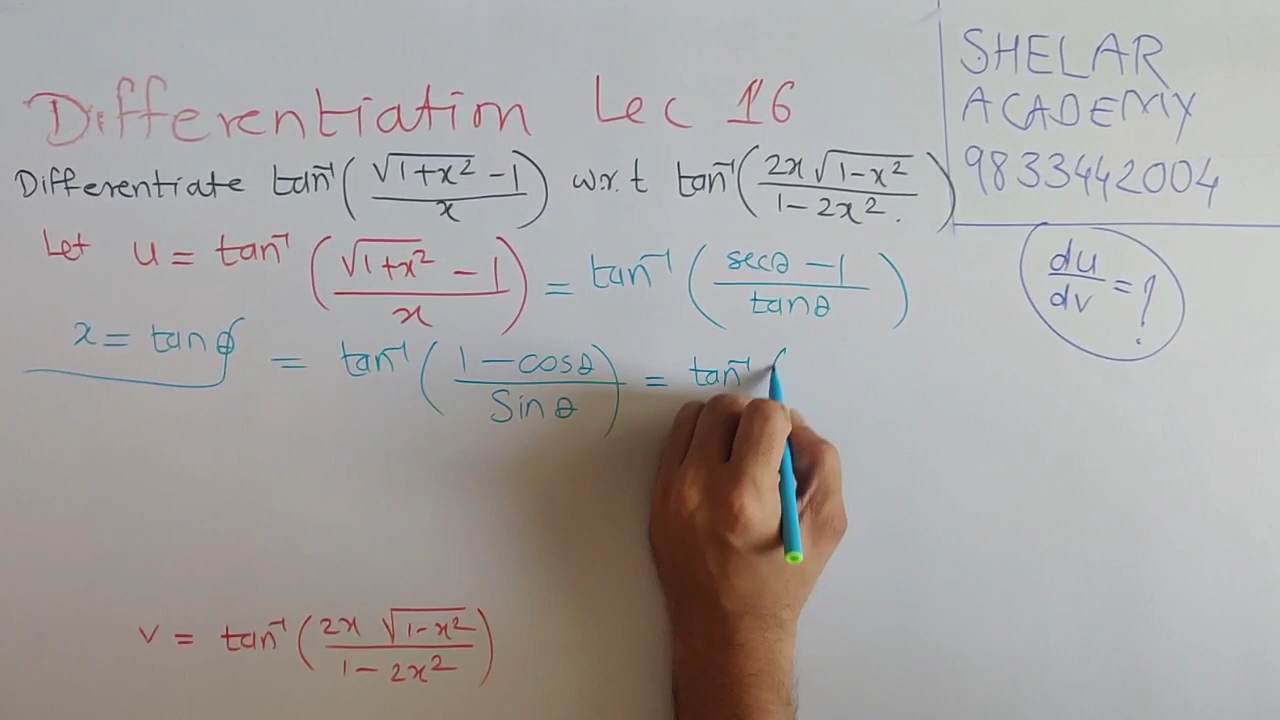 Differentiation Lec 16
SHELAR
ACADEMY
9833442004
Differentiate tan⁻¹(√(1+x²) -1 / x) w.r.t tan⁻¹(2x√(1-x²) / 1-2x².)
Let u = tan⁻¹(√(1+x²) - 1 / x) = tan⁻¹(secθ - 1 / tanθ)
du/dv = ?
x = tanθ = tan⁻¹(1 - cosθ / Sinθ) = tan⁻¹(
v = tan⁻¹(2x √(1-x²) / 1 - 2x²)